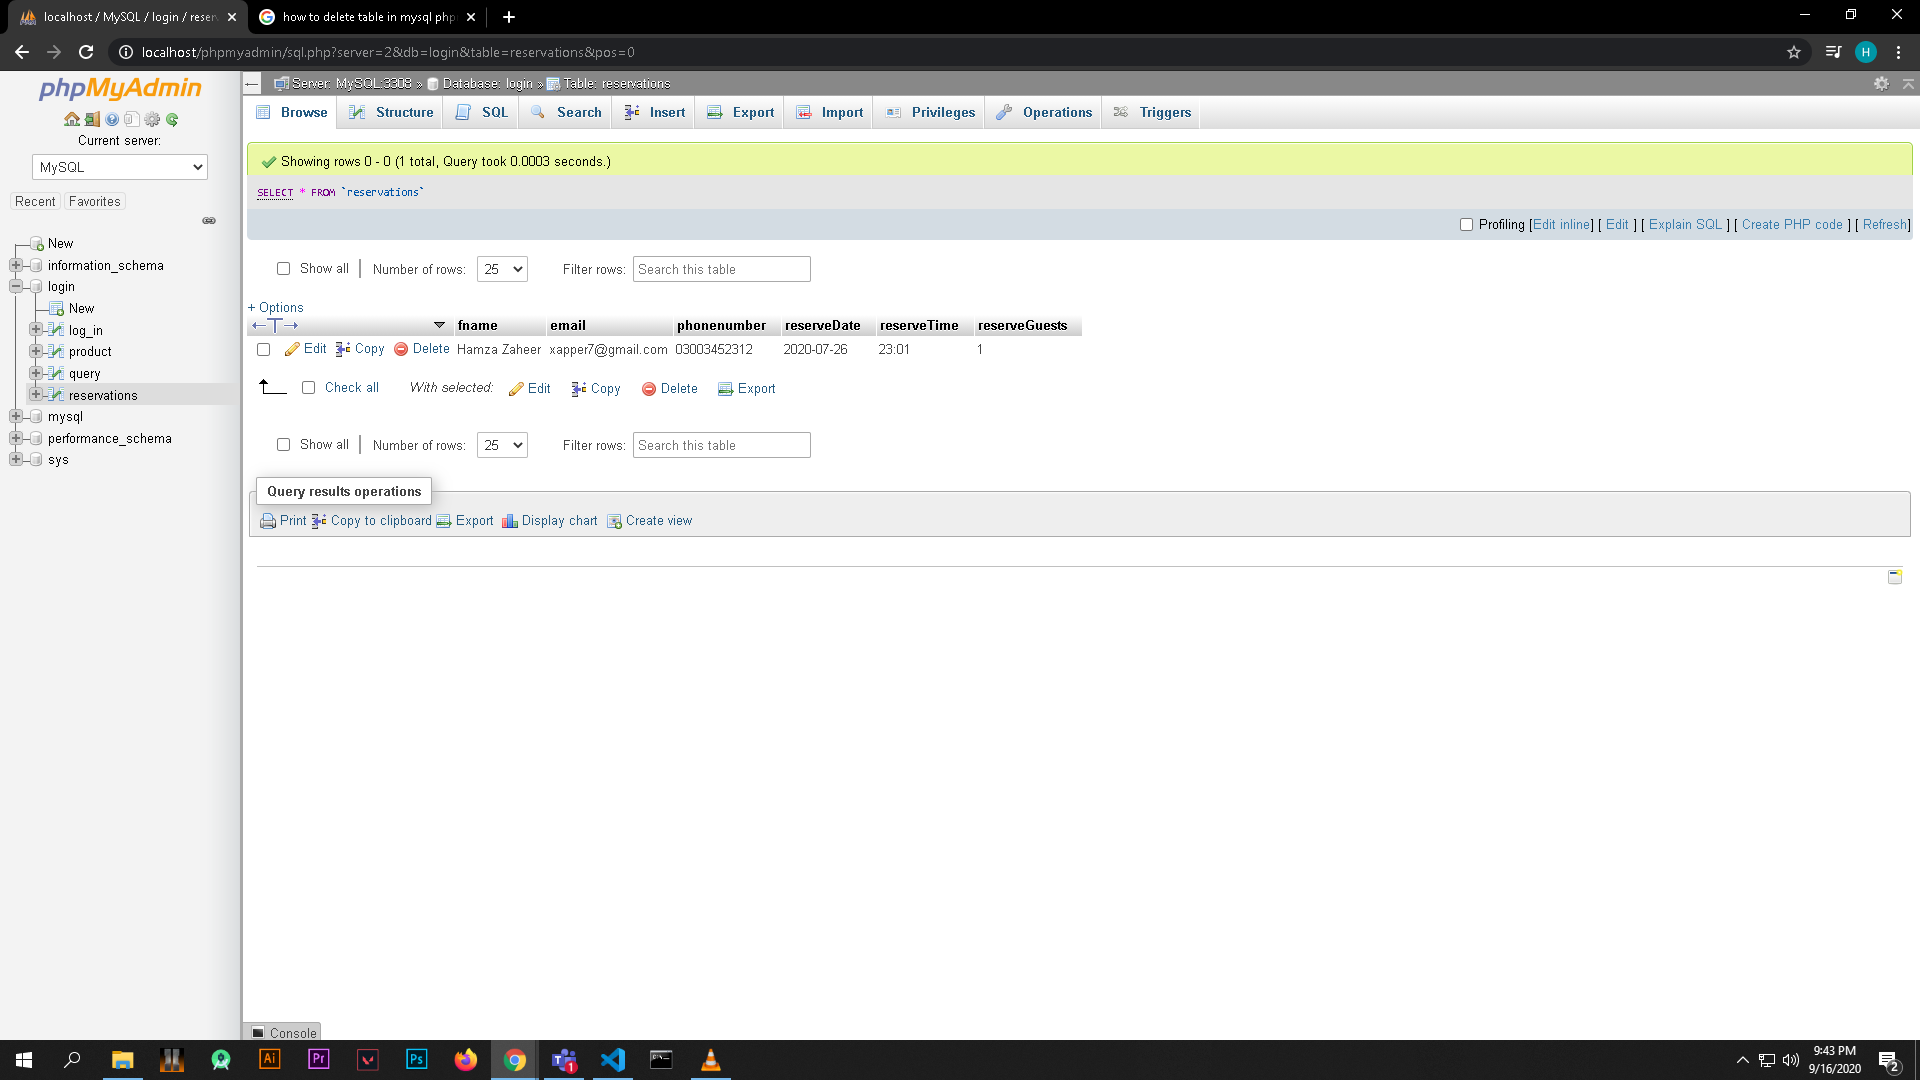 localhost / MySQL / login / reser
how to delete table in mysql php
localhost/phpmyadmin/sql.php?server=2&db=login&table=reservations&pos=0
H
phpMyAdmin
Current server:
MySQL
Recent Favorites
New
information_schema
login
New
log_in
product
query
reservations
mysql
performance_schema
sys
Server: MySQL:3308 » Database: login » Table: reservations
Browse Structure SQL Search Insert Export Import Privileges Operations Triggers
Showing rows 0 - 0 (1 total, Query took 0.0003 seconds.)
SELECT * FROM `reservations`
Profiling [Edit inline] [ Edit ] [ Explain SQL ] [ Create PHP code ] [ Refresh]
Show all Number of rows: 25 Filter rows: Search this table
+ Options
←T→ fname email phonenumber reserveDate reserveTime reserveGuests
Edit Copy Delete Hamza Zaheer xapper7@gmail.com 03003452312 2020-07-26 23:01 1
Check all With selected: Edit Copy Delete Export
Show all Number of rows: 25 Filter rows: Search this table
Query results operations
Print Copy to clipboard Export Display chart Create view
Console
Ai Pr Ps 1
9:43 PM
9/16/2020
2